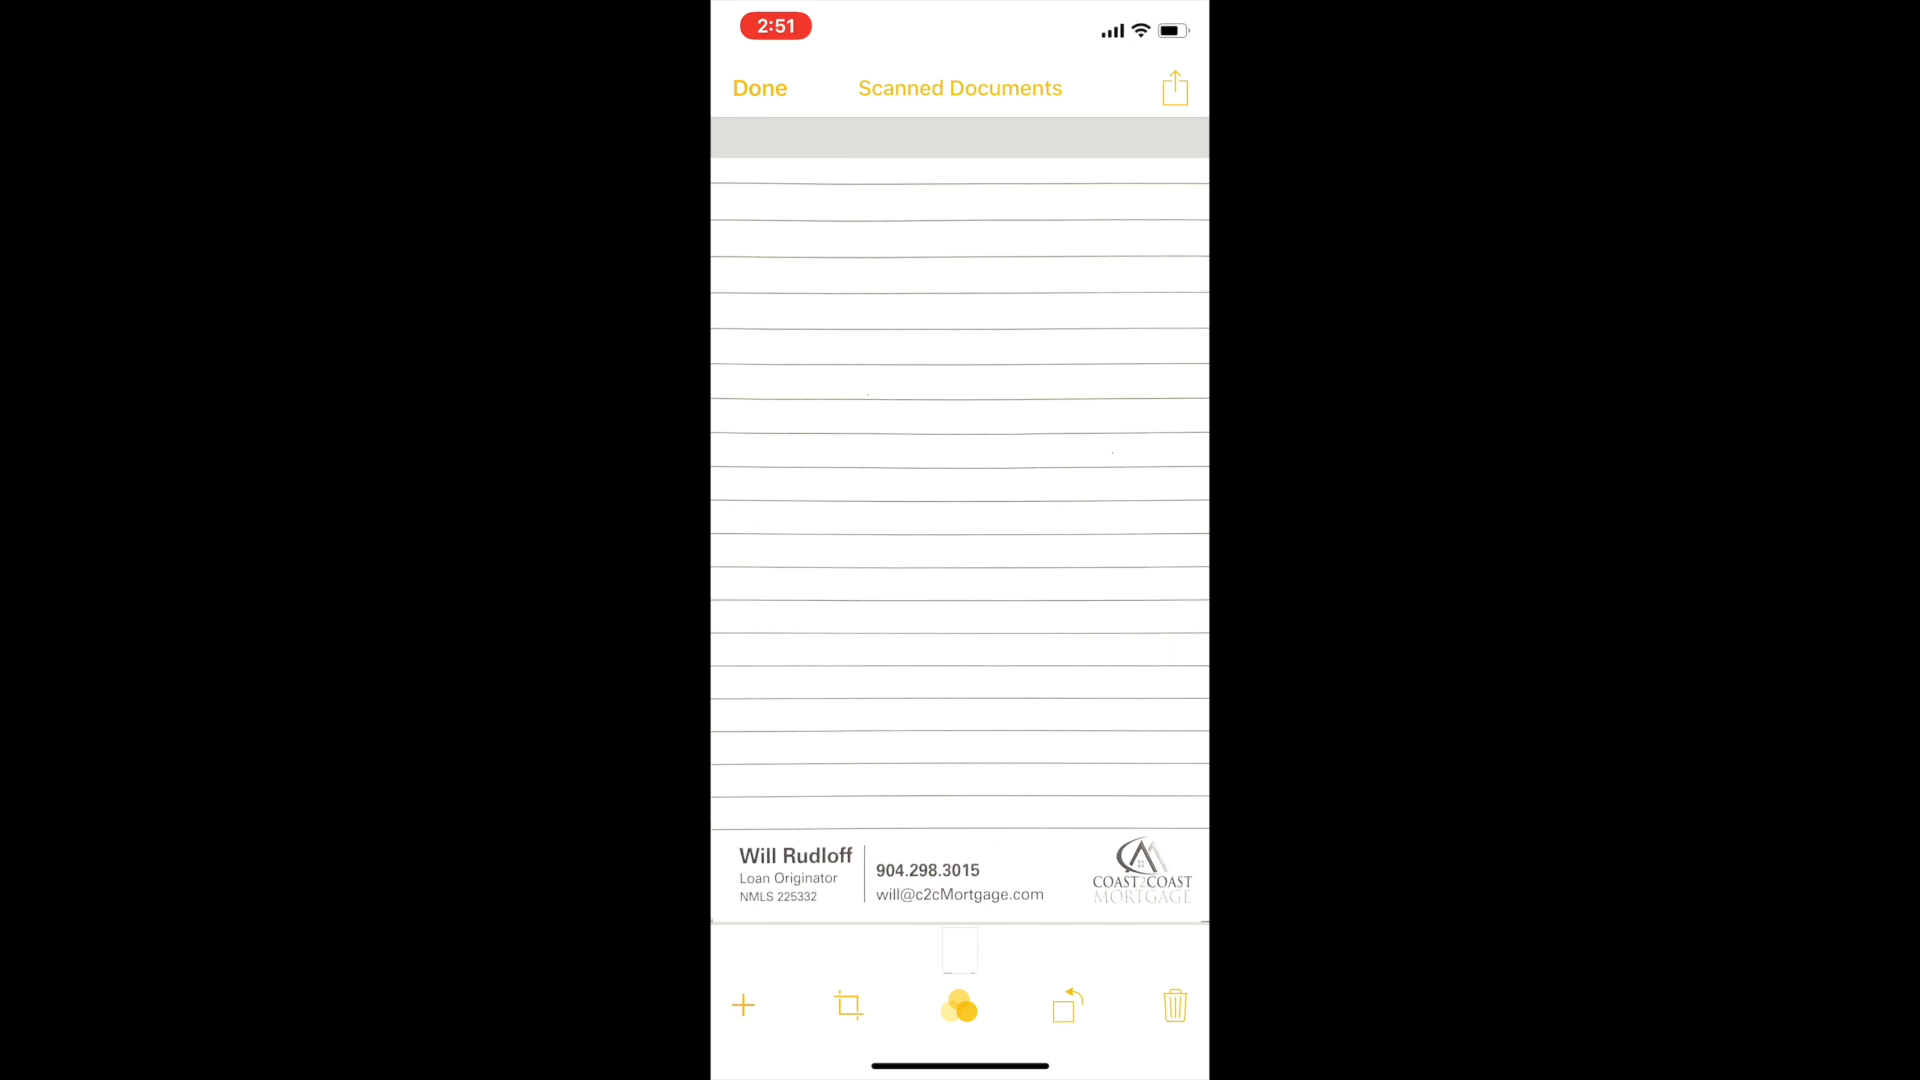 2:51
Done
Scanned Documents
Will Rudloff
Loan Originator
NMLS 225332
904.298.3015
will@c2cMortgage.com
COAST2COAST
MORTGAGE